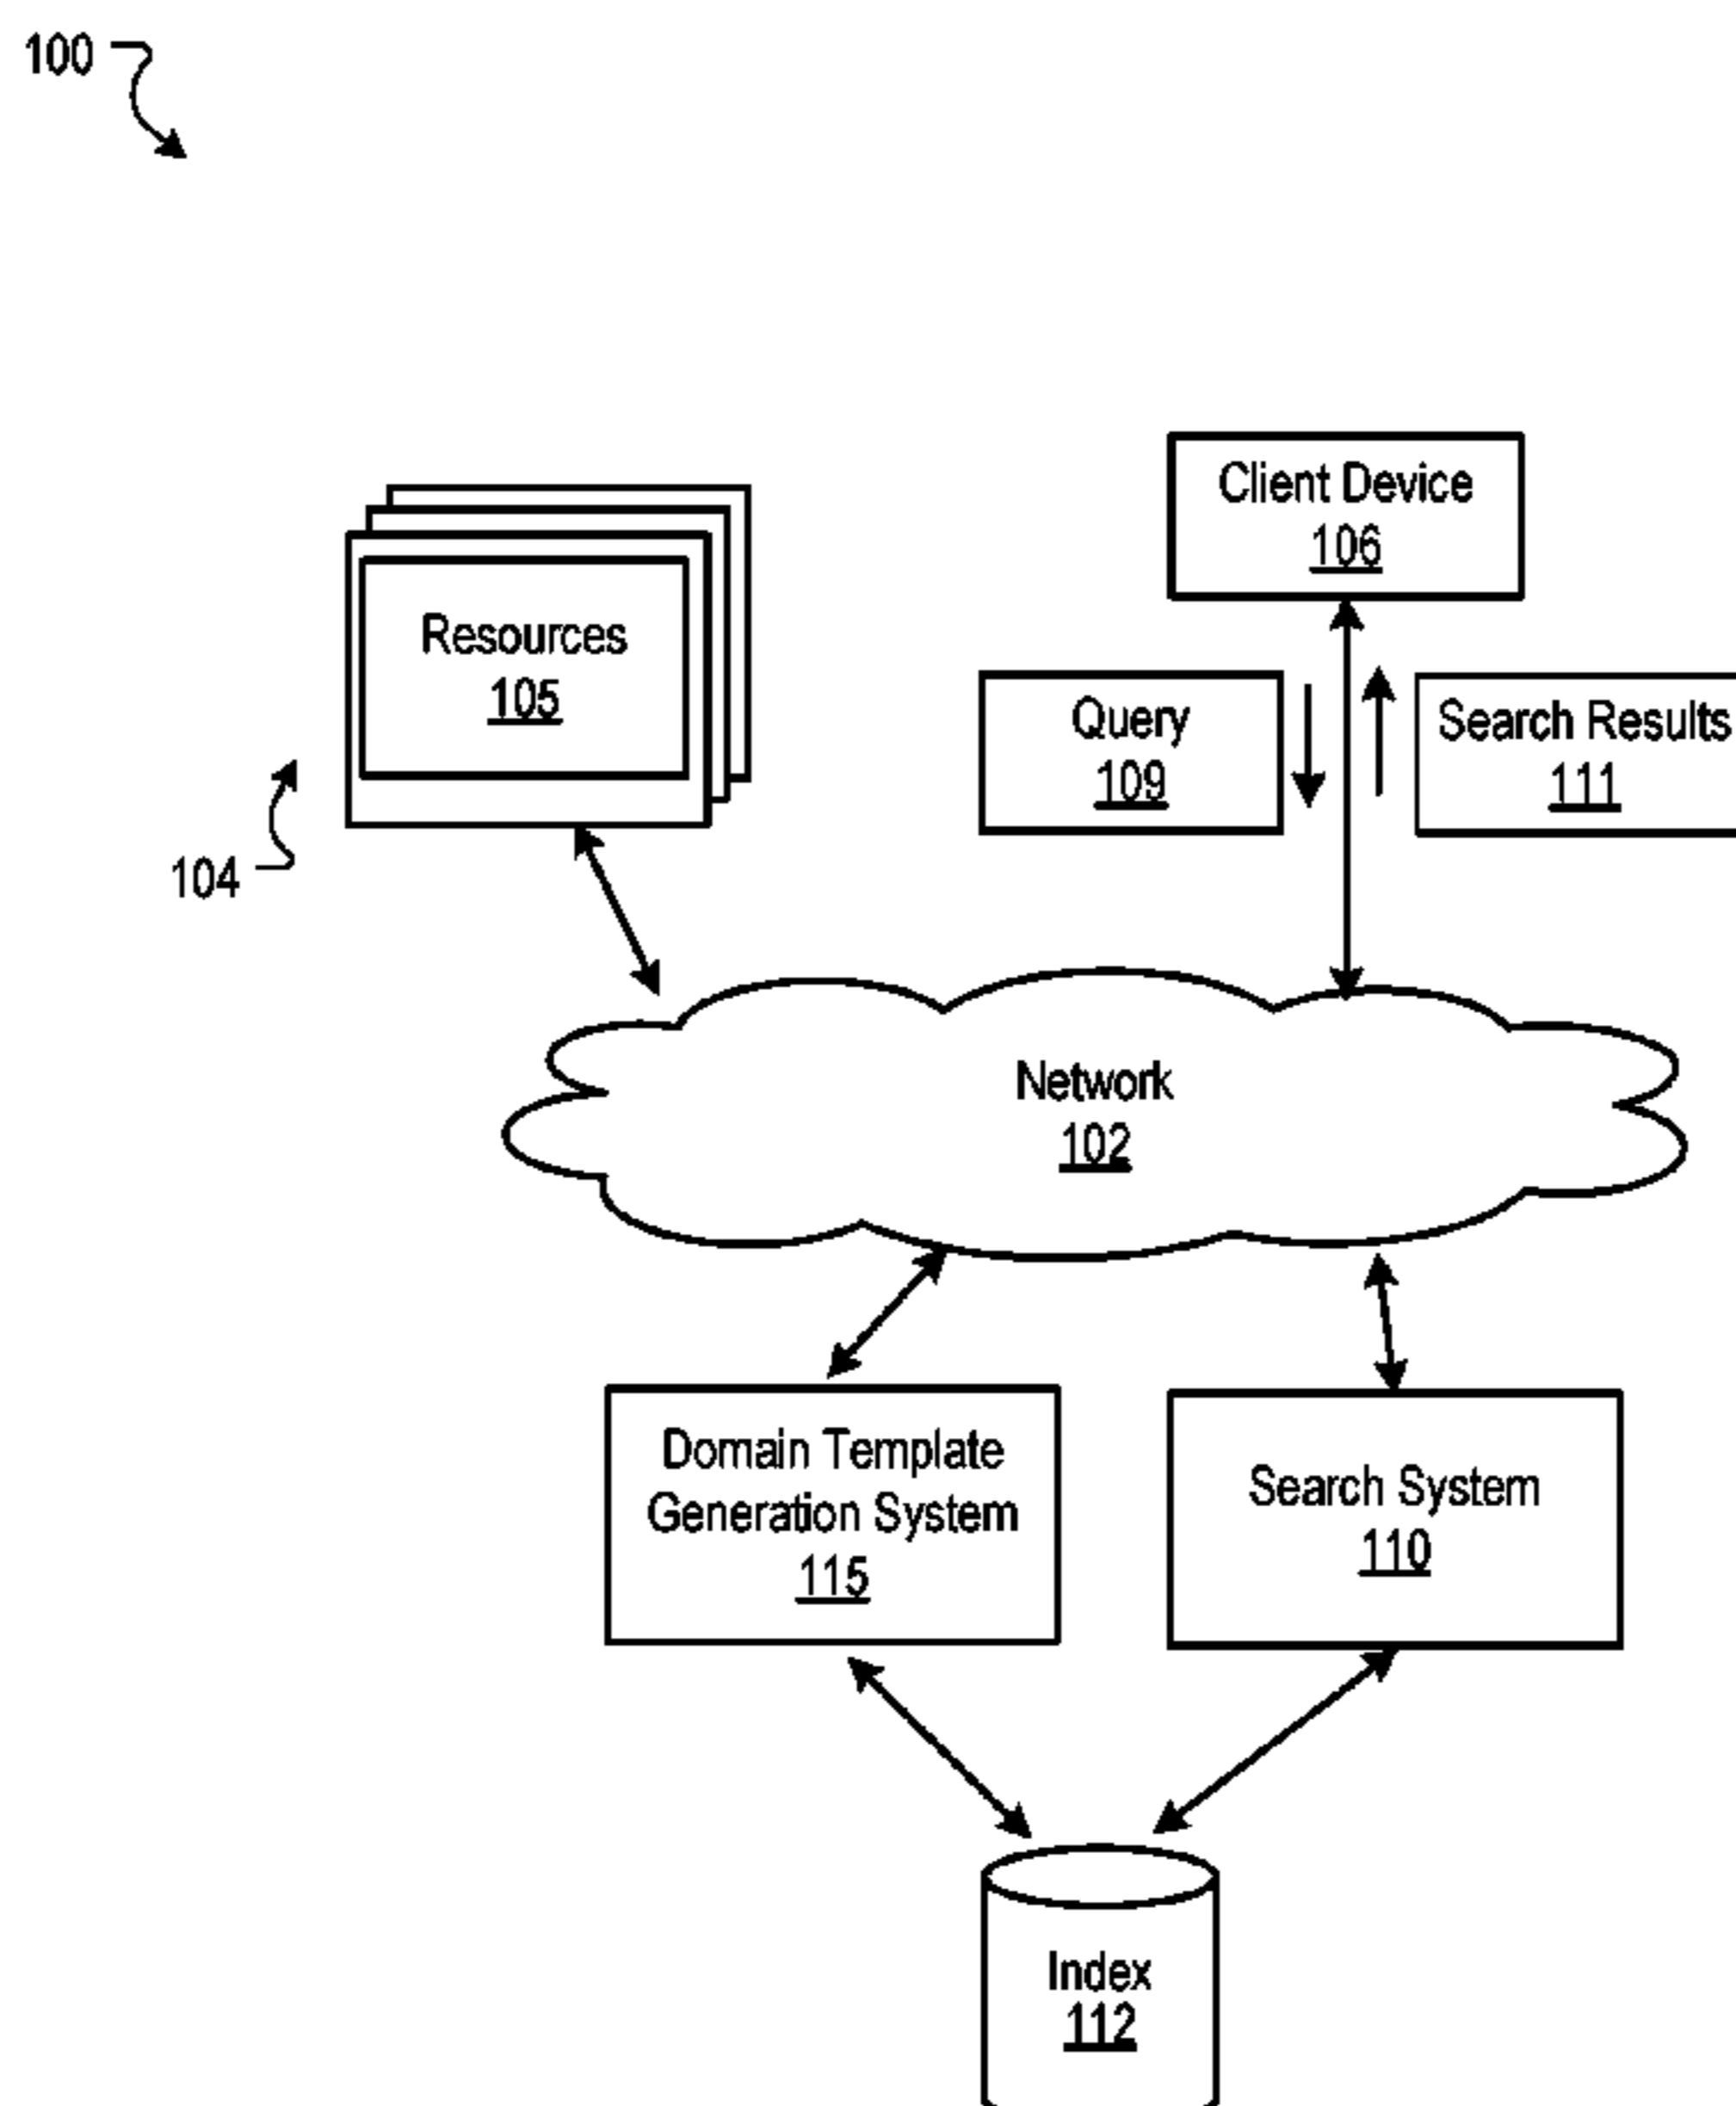 100
Client Device
106
Resources
105
Query
109
Search Results
111
104
Network
102
Domain Template
Generation System
115
Search System
110
Index
112